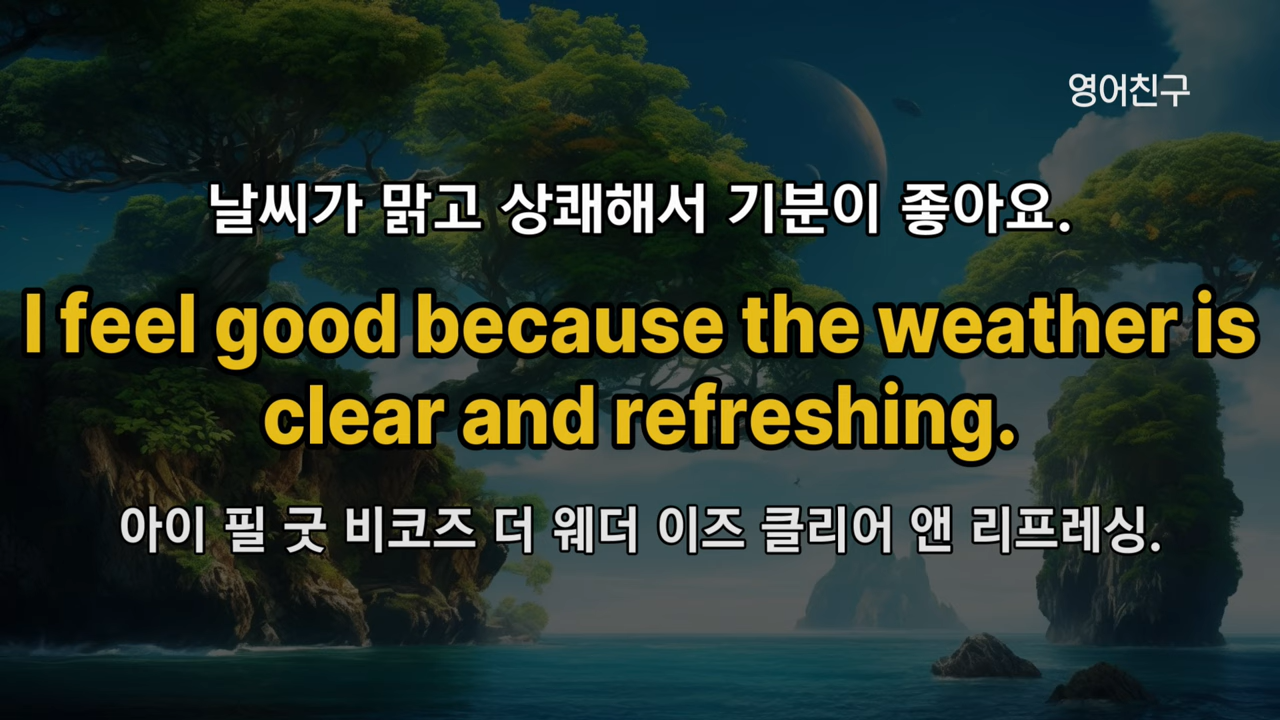 영어친구
날씨가 맑고 상쾌해서 기분이 좋아요.
I feel good because the weather is
clear and refreshing.
아이 필 굿 비코즈 더 웨더 이즈 클리어 앤 리프레싱.